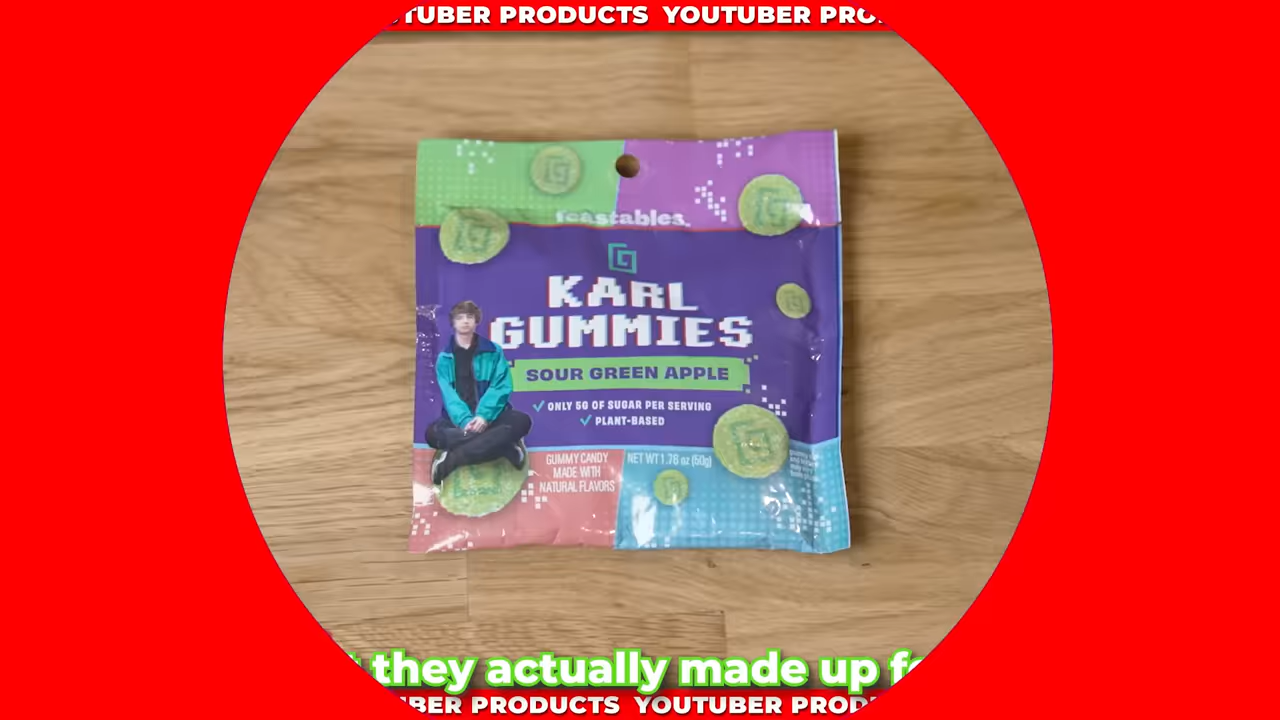 TUBER PRODUCTS YOUTUBER PRO
feastables.
KARL
GUMMIES
SOUR GREEN APPLE
ONLY 5G OF SUGAR PER SERVING
PLANT-BASED
GUMMY CANDY
MADE WITH
NATURAL FLAVORS
NET WT 1.76 oz (50g)
they actually made up fo
BER PRODUCTS YOUTUBER PROD